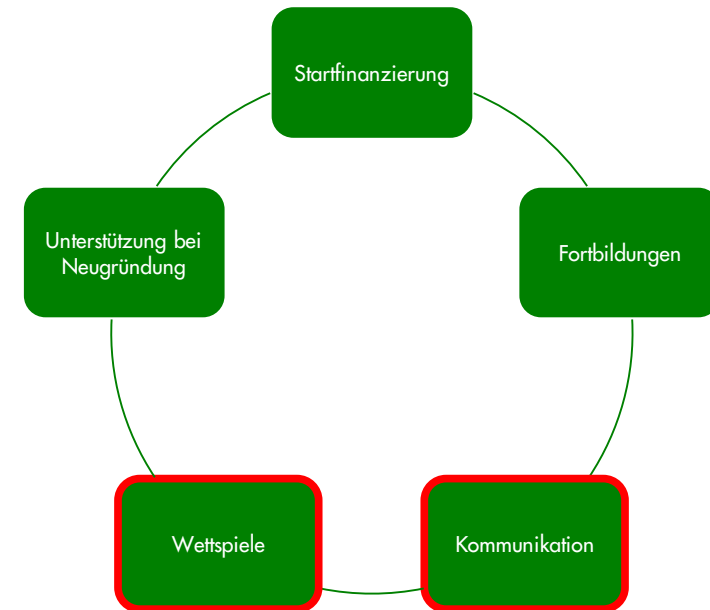 Startfinanzierung
Unterstützung bei
Neugründung
Fortbildungen
Wettspiele
Kommunikation